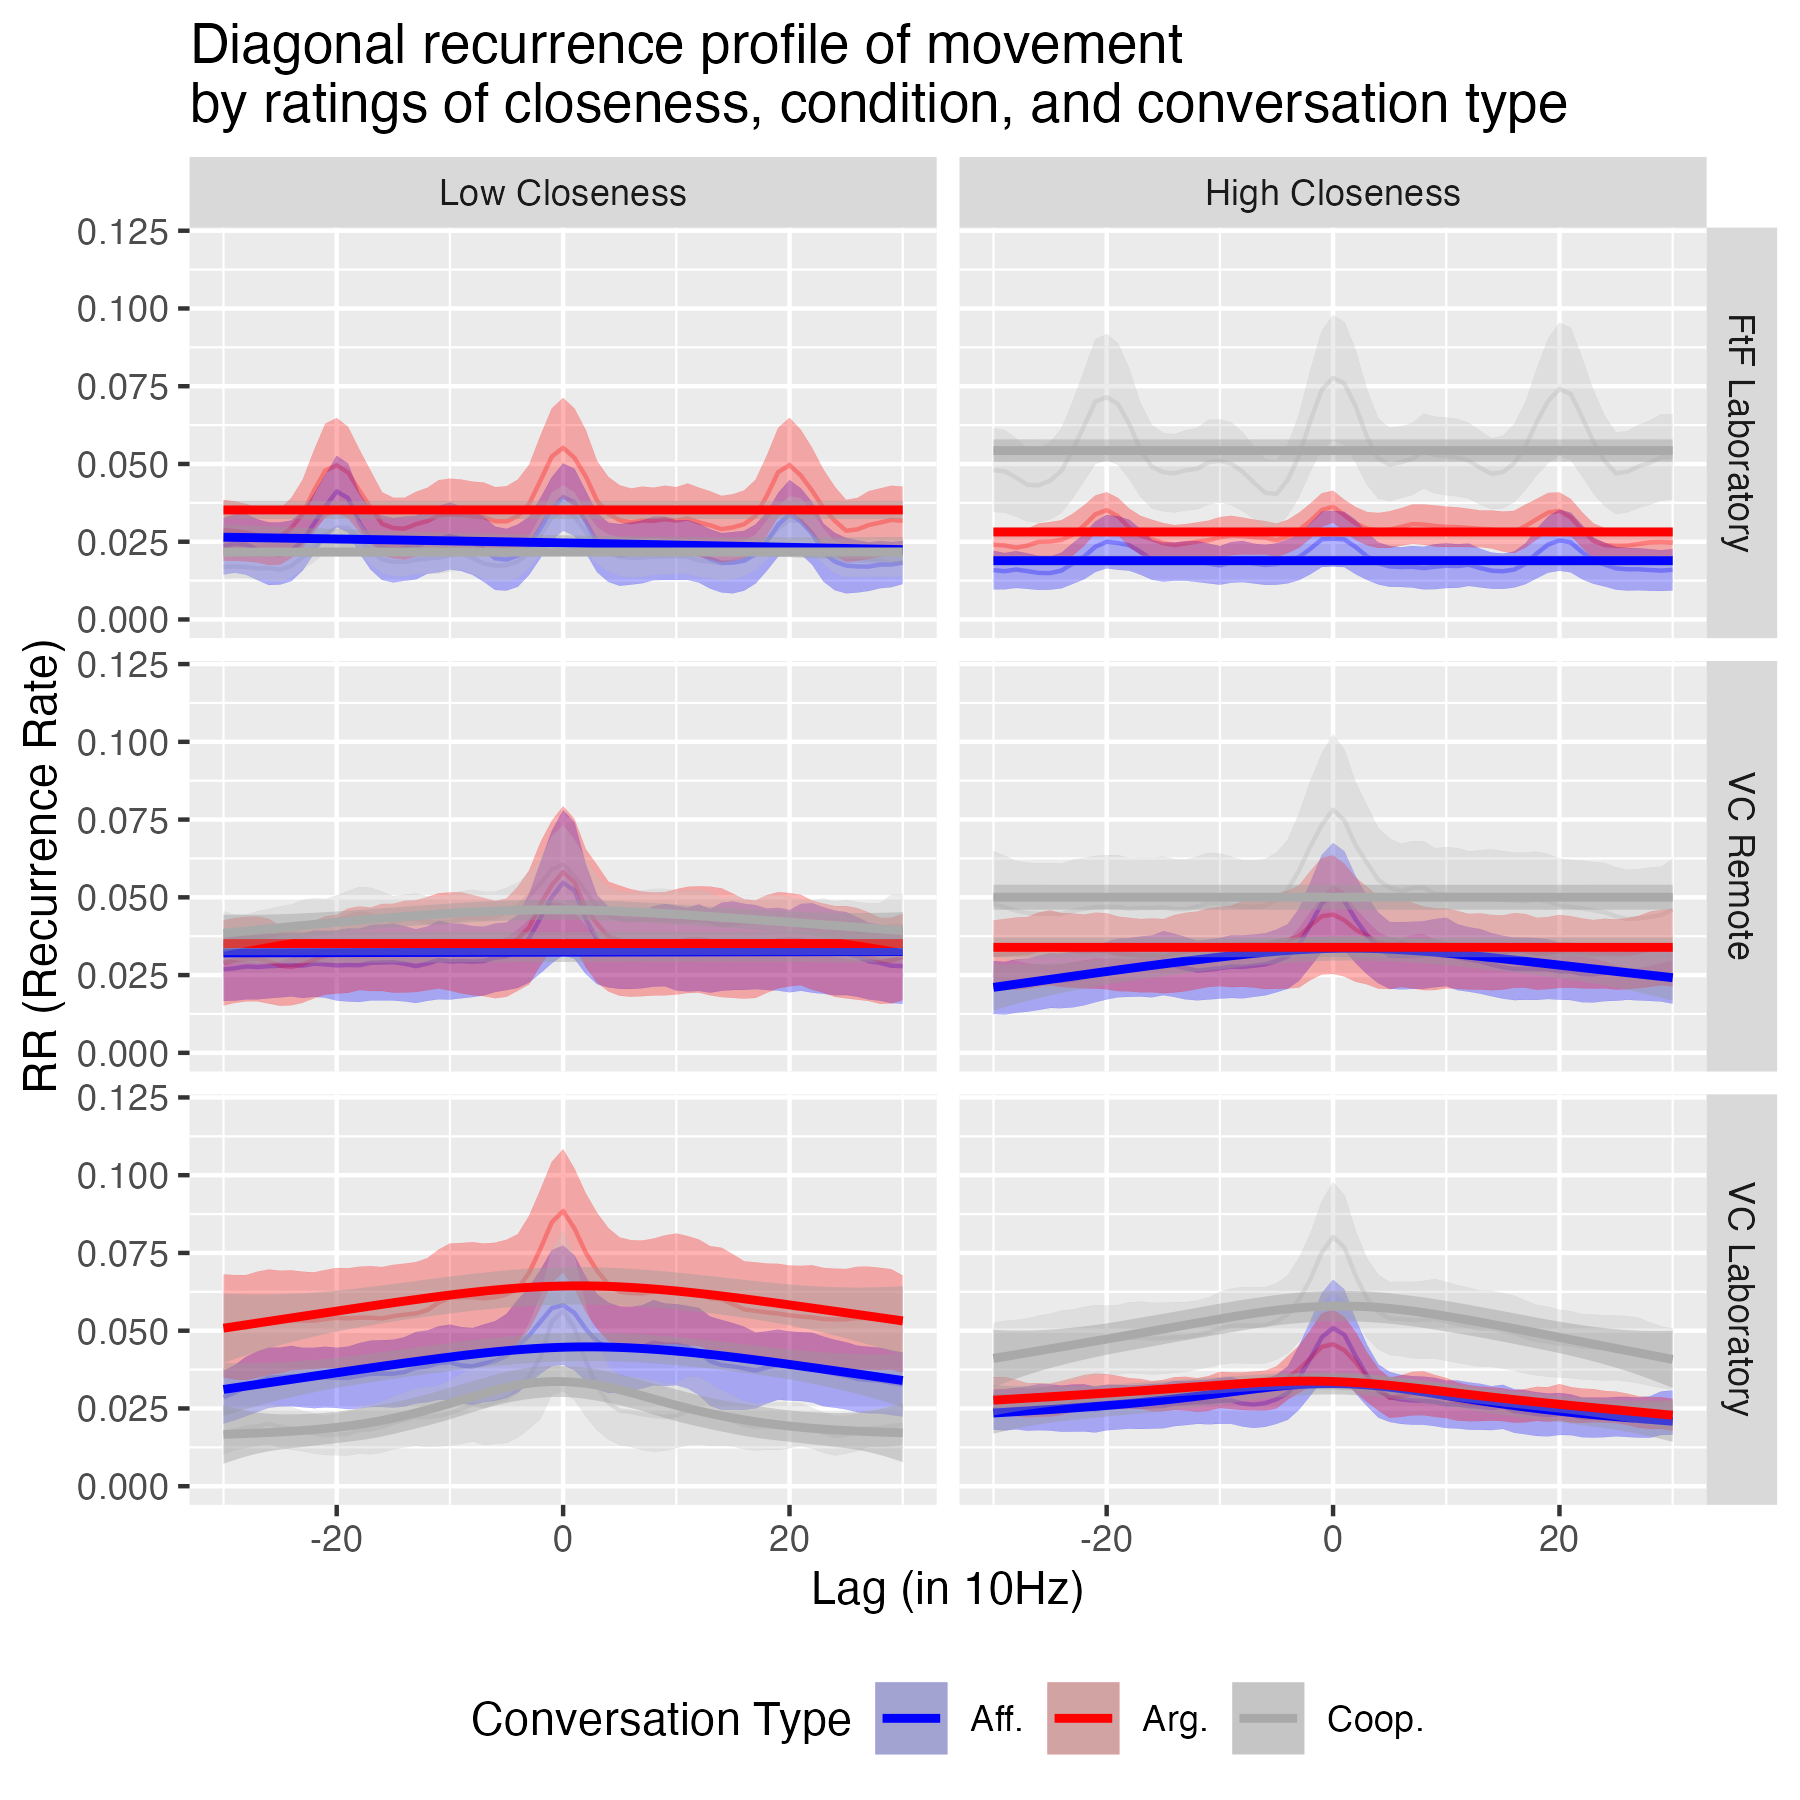 Diagonal recurrence profile of movement
by ratings of closeness, condition, and conversation type
Low Closeness
High Closeness
0.125
0.100
0.075
0.050
0.025
0.000
FtF Laboratory
0.125
0.100
0.075
0.050
0.025
0.000
VC Remote
0.125
0.100
0.075
0.050
0.025
0.000
VC Laboratory
RR (Recurrence Rate)
-20 0 20
-20 0 20
Lag (in 10Hz)
Conversation Type Aff. Arg. Coop.